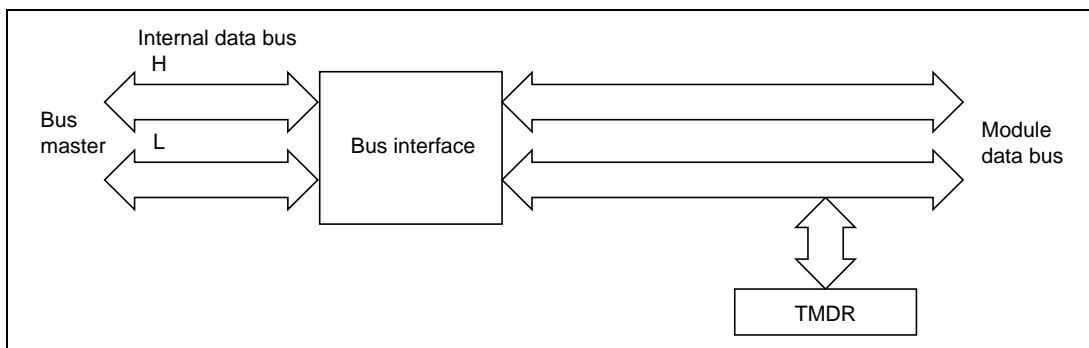 Internal data bus
H
Bus
master
L
Bus interface
Module
data bus
TMDR